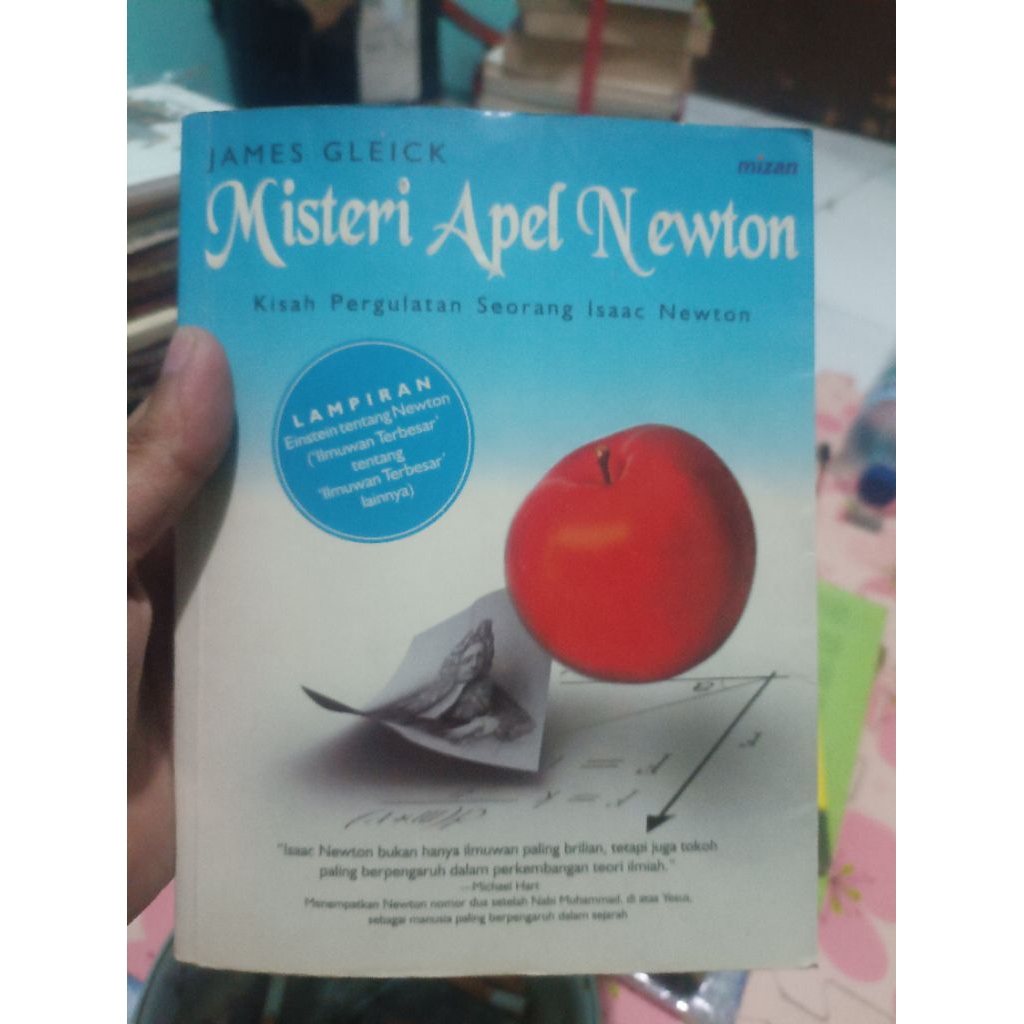 JAMES GLEICK
mizan
Misteri Apel Newton
Kisah Pergulatan Seorang Isaac Newton
LAMPIRAN
Einstein tentang Newton
('Ilmuwan Terbesar'
tentang
'Ilmuwan Terbesar'
lainnya)
"Isaac Newton bukan hanya ilmuwan paling brilian, tetapi juga tokoh
paling berpengaruh dalam perkembangan teori ilmiah."
—Michael Hart
Menempatkan Newton nomor dua setelah Nabi Muhammad, di atas Yesus,
sebagai manusia paling berpengaruh dalam sejarah